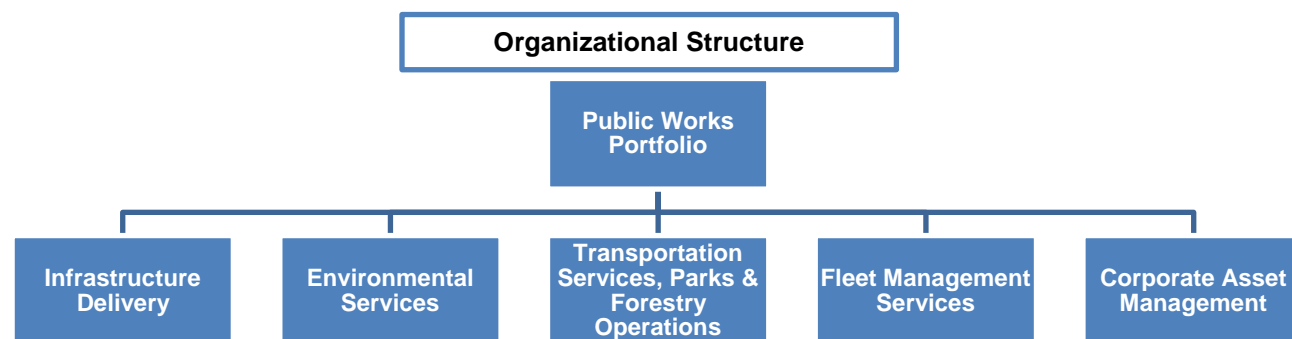 Organizational Structure
Public Works
Portfolio
Infrastructure
Delivery
Environmental
Services
Transportation
Services, Parks &
Forestry
Operations
Fleet Management
Services
Corporate Asset
Management